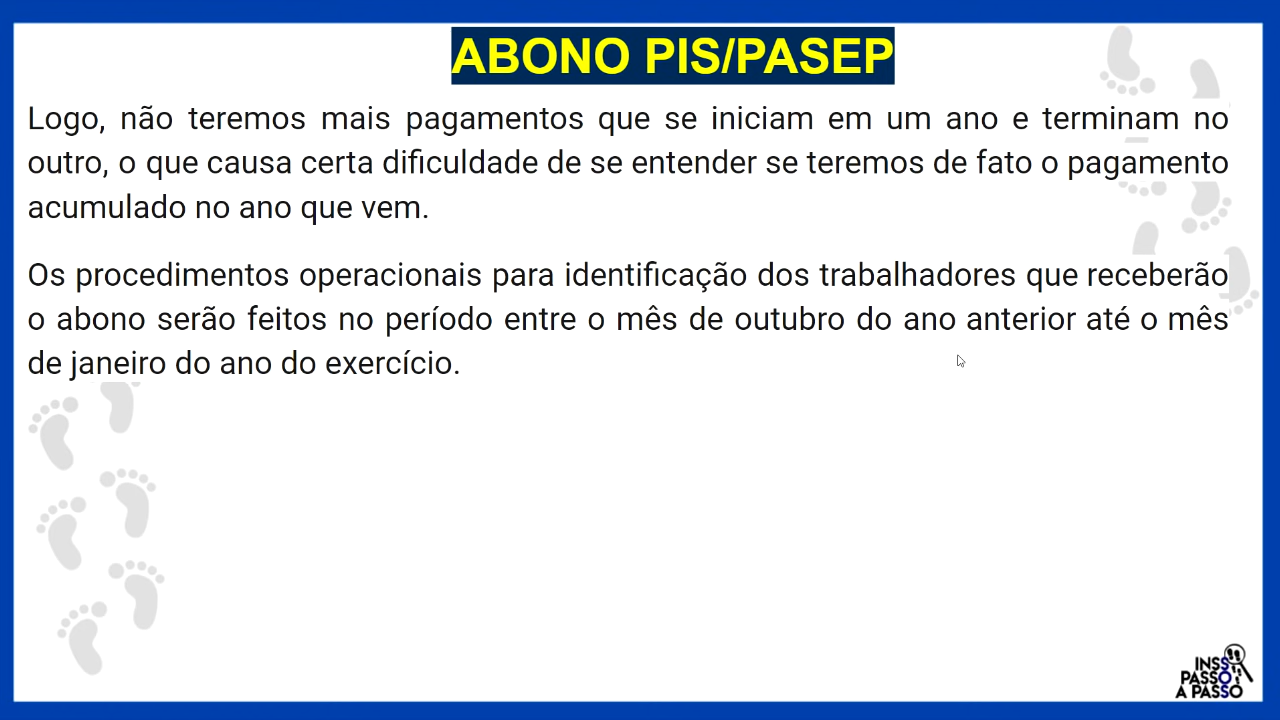 ABONO PIS/PASEP
Logo, não teremos mais pagamentos que se iniciam em um ano e terminam no
outro, o que causa certa dificuldade de se entender se teremos de fato o pagamento
acumulado no ano que vem.
Os procedimentos operacionais para identificação dos trabalhadores que receberão
o abono serão feitos no período entre o mês de outubro do ano anterior até o mês
de janeiro do ano do exercício.
INSS
PASSO
A PASSO